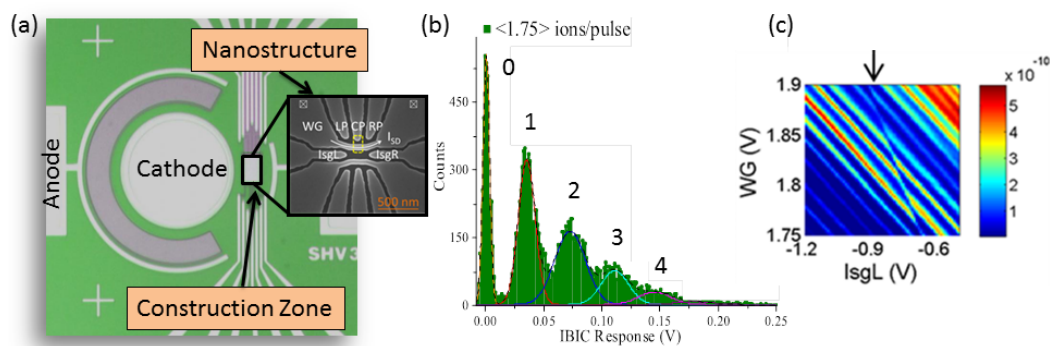 (a)
Nanostructure
WG LP CP RP
I_SD
IsgL IsgR
500 nm
Anode
Cathode
SHV3
Construction Zone
(b)
<1.75> ions/pulse
0
1
2
3
4
Counts
450
300
150
0
0.00 0.05 0.10 0.15 0.20 0.25
IBIC Response (V)
(c)
x 10^-10
WG (V)
1.9
1.85
1.8
1.75
-1.2 -0.9 -0.6
IsgL (V)
5
4
3
2
1